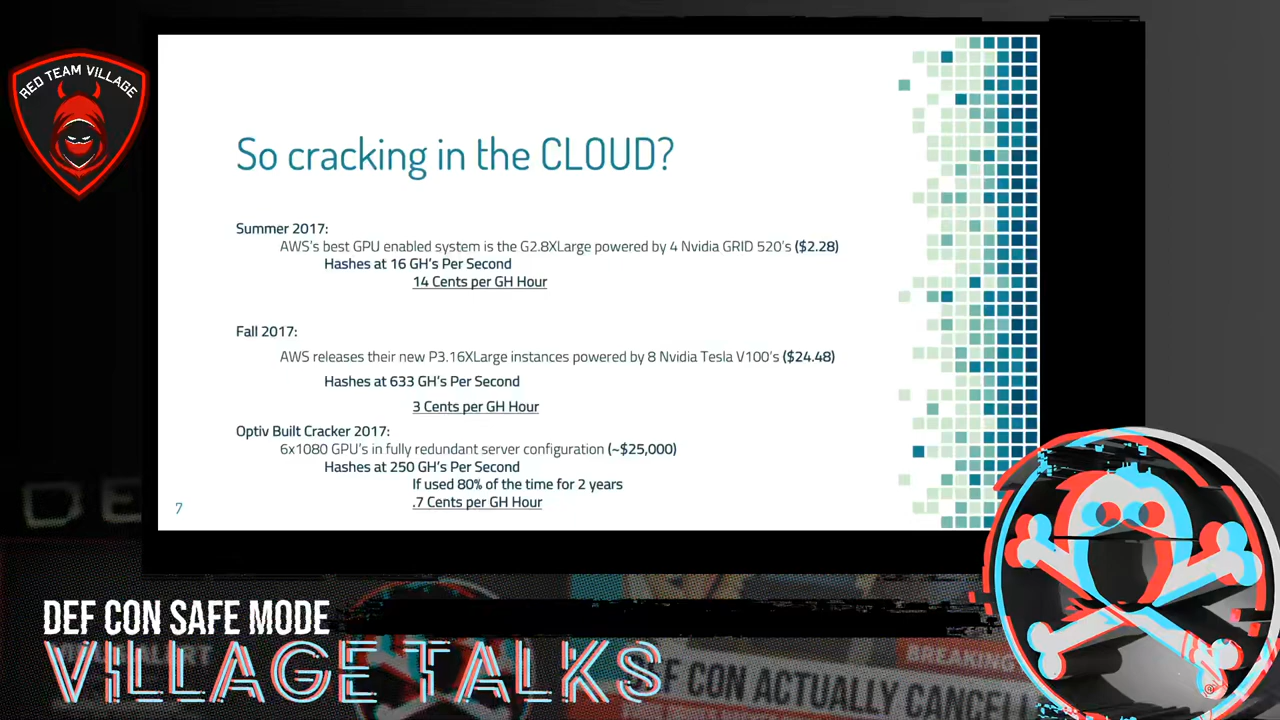 RED TEAM VILLAGE
So cracking in the CLOUD?
Summer 2017:
AWS's best GPU enabled system is the G2.8XLarge powered by 4 Nvidia GRID 520's ($2.28)
Hashes at 16 GH's Per Second
14 Cents per GH Hour
Fall 2017:
AWS releases their new P3.16XLarge instances powered by 8 Nvidia Tesla V100's ($24.48)
Hashes at 633 GH's Per Second
3 Cents per GH Hour
Optiv Built Cracker 2017:
6x1080 GPU's in fully redundant server configuration (~$25,000)
Hashes at 250 GH's Per Second
If used 80% of the time for 2 years
.7 Cents per GH Hour
7
DEF CON SAFE MODE
VILLAGE TALKS
BREAKING
DEF CON ACTUALLY CANCELL